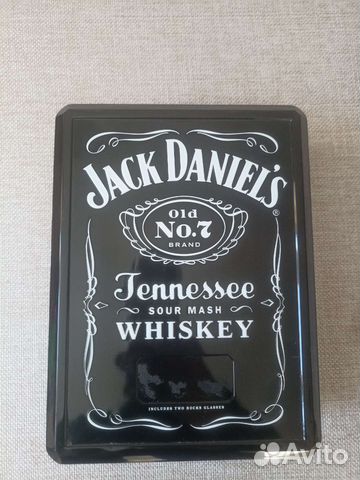 JACK DANIEL'S
®
Old
No.7
BRAND
Tennessee
SOUR MASH
WHISKEY
INCLUDES TWO ROCKS GLASSES
Avito